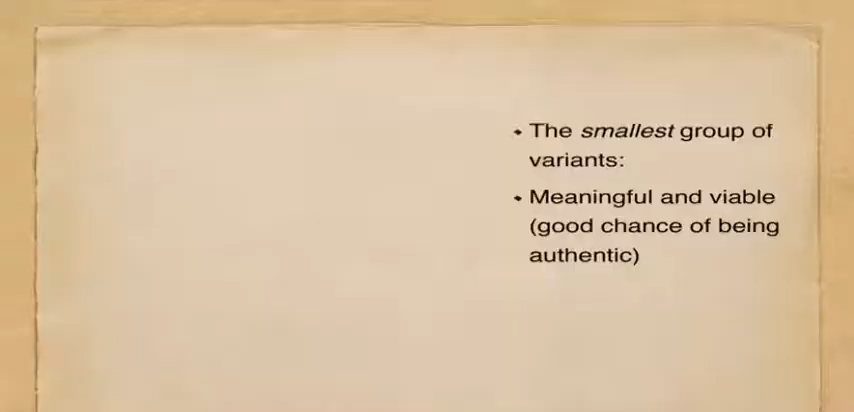 • The smallest group of
variants:
• Meaningful and viable
(good chance of being
authentic)